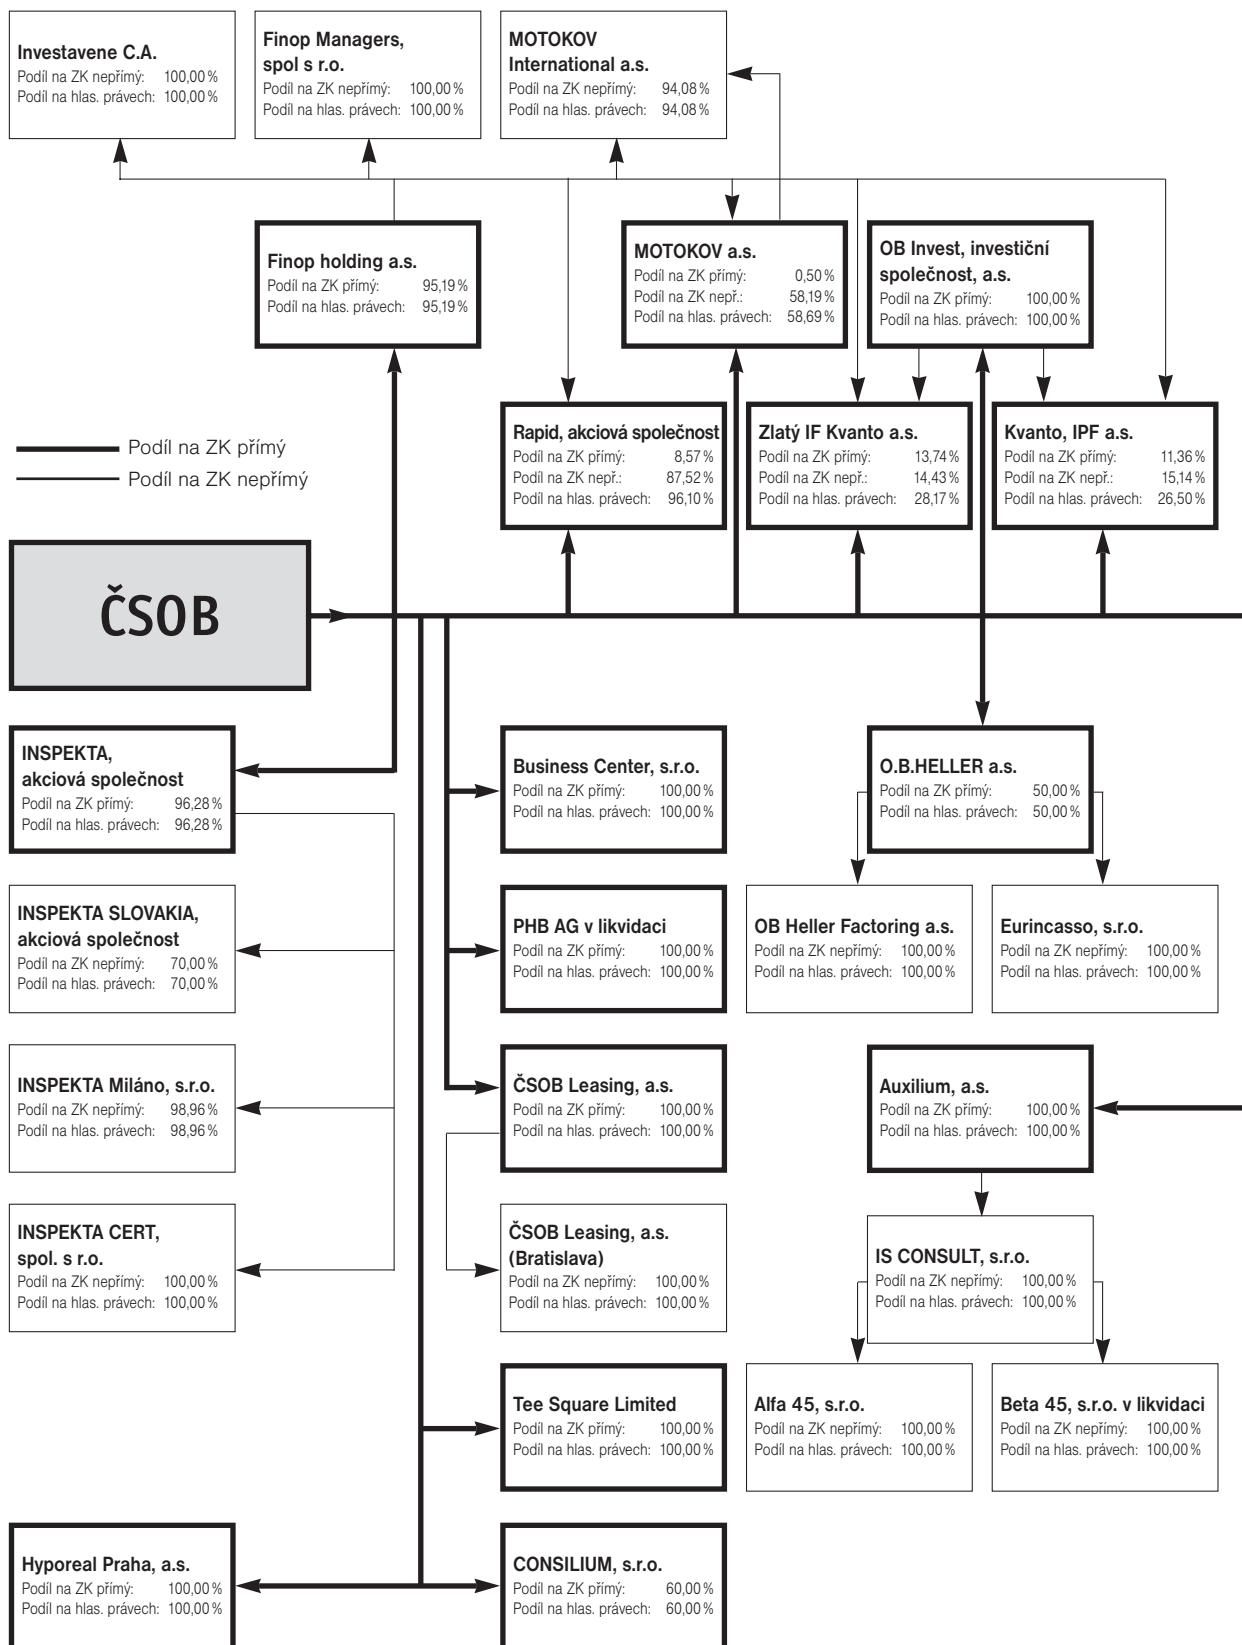 Investavene C.A.
Podíl na ZK nepřímý: 100,00 %
Podíl na hlas. právech: 100,00 %
Finop Managers,
spol s r.o.
Podíl na ZK nepřímý: 100,00 %
Podíl na hlas. právech: 100,00 %
MOTOKOV
International a.s.
Podíl na ZK nepřímý: 94,08 %
Podíl na hlas. právech: 94,08 %
Finop holding a.s.
Podíl na ZK přímý: 95,19 %
Podíl na hlas. právech: 95,19 %
MOTOKOV a.s.
Podíl na ZK přímý: 0,50 %
Podíl na ZK nepř.: 58,19 %
Podíl na hlas. právech: 58,69 %
OB Invest, investiční
společnost, a.s.
Podíl na ZK přímý: 100,00 %
Podíl na hlas. právech: 100,00 %
Podíl na ZK přímý
Podíl na ZK nepřímý
Rapid, akciová společnost
Podíl na ZK přímý: 8,57 %
Podíl na ZK nepř.: 87,52 %
Podíl na hlas. právech: 96,10 %
Zlatý IF Kvanto a.s.
Podíl na ZK přímý: 13,74 %
Podíl na ZK nepř.: 14,43 %
Podíl na hlas. právech: 28,17 %
Kvanto, IPF a.s.
Podíl na ZK přímý: 11,36 %
Podíl na ZK nepř.: 15,14 %
Podíl na hlas. právech: 26,50 %
ČSOB
INSPEKTA,
akciová společnost
Podíl na ZK přímý: 96,28 %
Podíl na hlas. právech: 96,28 %
Business Center, s.r.o.
Podíl na ZK přímý: 100,00 %
Podíl na hlas. právech: 100,00 %
O.B.HELLER a.s.
Podíl na ZK přímý: 50,00 %
Podíl na hlas. právech: 50,00 %
INSPEKTA SLOVAKIA,
akciová společnost
Podíl na ZK nepřímý: 70,00 %
Podíl na hlas. právech: 70,00 %
PHB AG v likvidaci
Podíl na ZK přímý: 100,00 %
Podíl na hlas. právech: 100,00 %
OB Heller Factoring a.s.
Podíl na ZK nepřímý: 100,00 %
Podíl na hlas. právech: 100,00 %
Eurincasso, s.r.o.
Podíl na ZK nepřímý: 100,00 %
Podíl na hlas. právech: 100,00 %
INSPEKTA Miláno, s.r.o.
Podíl na ZK nepřímý: 98,96 %
Podíl na hlas. právech: 98,96 %
ČSOB Leasing, a.s.
Podíl na ZK přímý: 100,00 %
Podíl na hlas. právech: 100,00 %
Auxilium, a.s.
Podíl na ZK přímý: 100,00 %
Podíl na hlas. právech: 100,00 %
INSPEKTA CERT,
spol. s r.o.
Podíl na ZK nepřímý: 100,00 %
Podíl na hlas. právech: 100,00 %
ČSOB Leasing, a.s.
(Bratislava)
Podíl na ZK nepřímý: 100,00 %
Podíl na hlas. právech: 100,00 %
IS CONSULT, s.r.o.
Podíl na ZK nepřímý: 100,00 %
Podíl na hlas. právech: 100,00 %
Tee Square Limited
Podíl na ZK přímý: 100,00 %
Podíl na hlas. právech: 100,00 %
Alfa 45, s.r.o.
Podíl na ZK nepřímý: 100,00 %
Podíl na hlas. právech: 100,00 %
Beta 45, s.r.o. v likvidaci
Podíl na ZK nepřímý: 100,00 %
Podíl na hlas. právech: 100,00 %
Hyporeal Praha, a.s.
Podíl na ZK přímý: 100,00 %
Podíl na hlas. právech: 100,00 %
CONSILIUM, s.r.o.
Podíl na ZK přímý: 60,00 %
Podíl na hlas. právech: 60,00 %